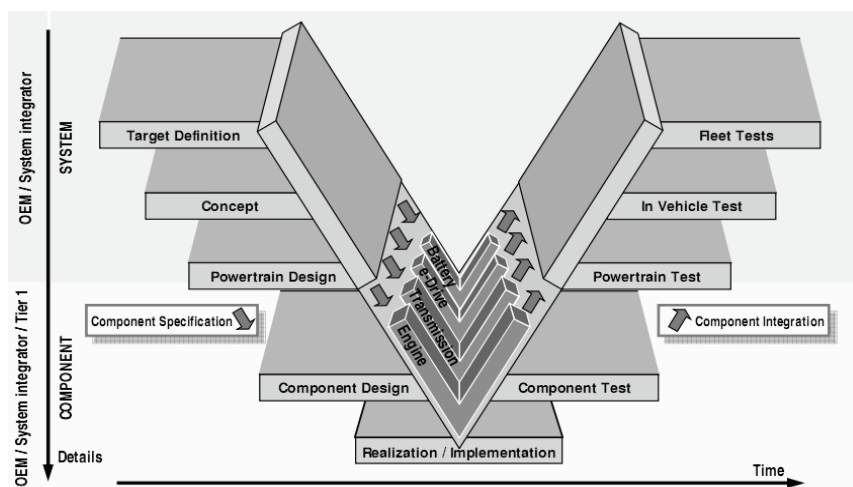 OEM / System integrator
SYSTEM
Target Definition
Fleet Tests
Concept
In Vehicle Test
Powertrain Design
Powertrain Test
Battery
e-Drive
Transmission
Engine
Component Specification
Component Integration
OEM / System integrator / Tier 1
COMPONENT
Component Design
Component Test
Realization / Implementation
Details
Time